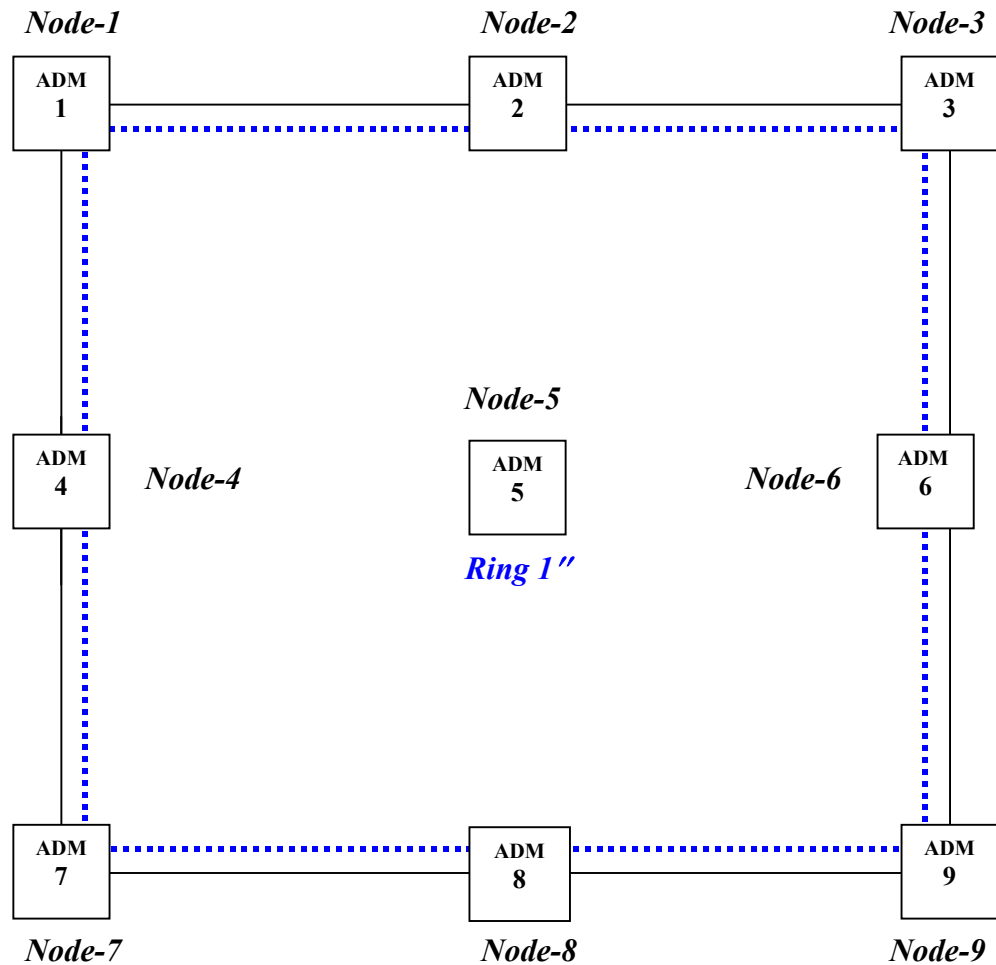 Node-1
Node-2
Node-3
ADM
1
ADM
2
ADM
3
Node-5
ADM
4
Node-4
ADM
5
Node-6
ADM
6
Ring 1″
ADM
7
ADM
8
ADM
9
Node-7
Node-8
Node-9